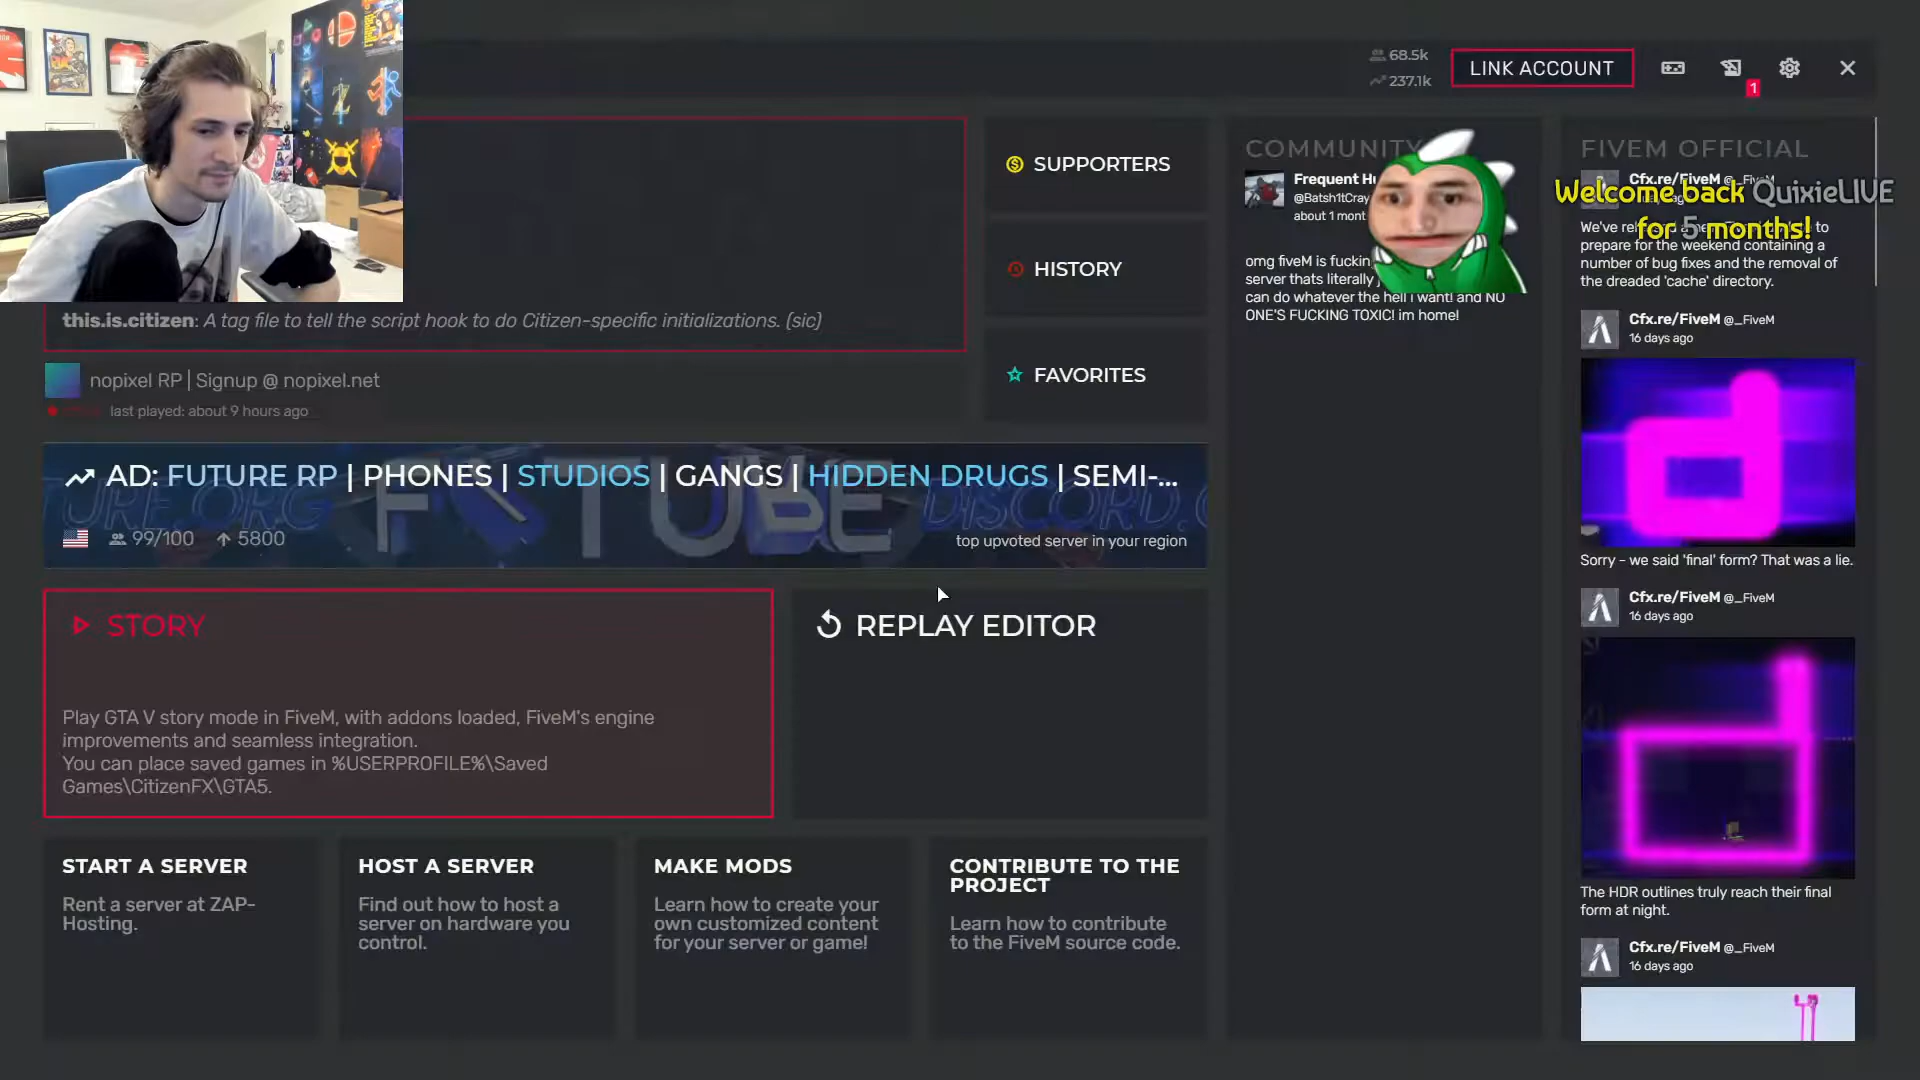 68.5k
237.1k
LINK ACCOUNT
1
this.is.citizen: A tag file to tell the script hook to do Citizen-specific initializations. (sic)
nopixel RP | Signup @ nopixel.net
last played: about 9 hours ago
SUPPORTERS
HISTORY
FAVORITES
AD: FUTURE RP | PHONES | STUDIOS | GANGS | HIDDEN DRUGS | SEMI-...
99/100 5800
top upvoted server in your region
STORY
Play GTA V story mode in FiveM, with addons loaded, FiveM's engine
improvements and seamless integration.
You can place saved games in %USERPROFILE%\Saved
Games\CitizenFX\GTA5.
REPLAY EDITOR
START A SERVER
Rent a server at ZAP-
Hosting.
HOST A SERVER
Find out how to host a
server on hardware you
control.
MAKE MODS
Learn how to create your
own customized content
for your server or game!
CONTRIBUTE TO THE
PROJECT
Learn how to contribute
to the FiveM source code.
COMMUNITY
Frequent
@Batsh1tCray
about 1 mont
omg fiveM is fuckin
server thats literally
can do whatever the hell i want! and NO
ONE'S FUCKING TOXIC! im home!
FIVEM OFFICIAL
Cfx.re/FiveM @_FiveM
Welcome back QuixieLIVE
for 5 months!
We've to
prepare for the weekend containing a
number of bug fixes and the removal of
the dreaded 'cache' directory.
Cfx.re/FiveM @_FiveM
16 days ago
Sorry - we said 'final' form? That was a lie.
Cfx.re/FiveM @_FiveM
16 days ago
The HDR outlines truly reach their final
form at night.
Cfx.re/FiveM @_FiveM
16 days ago